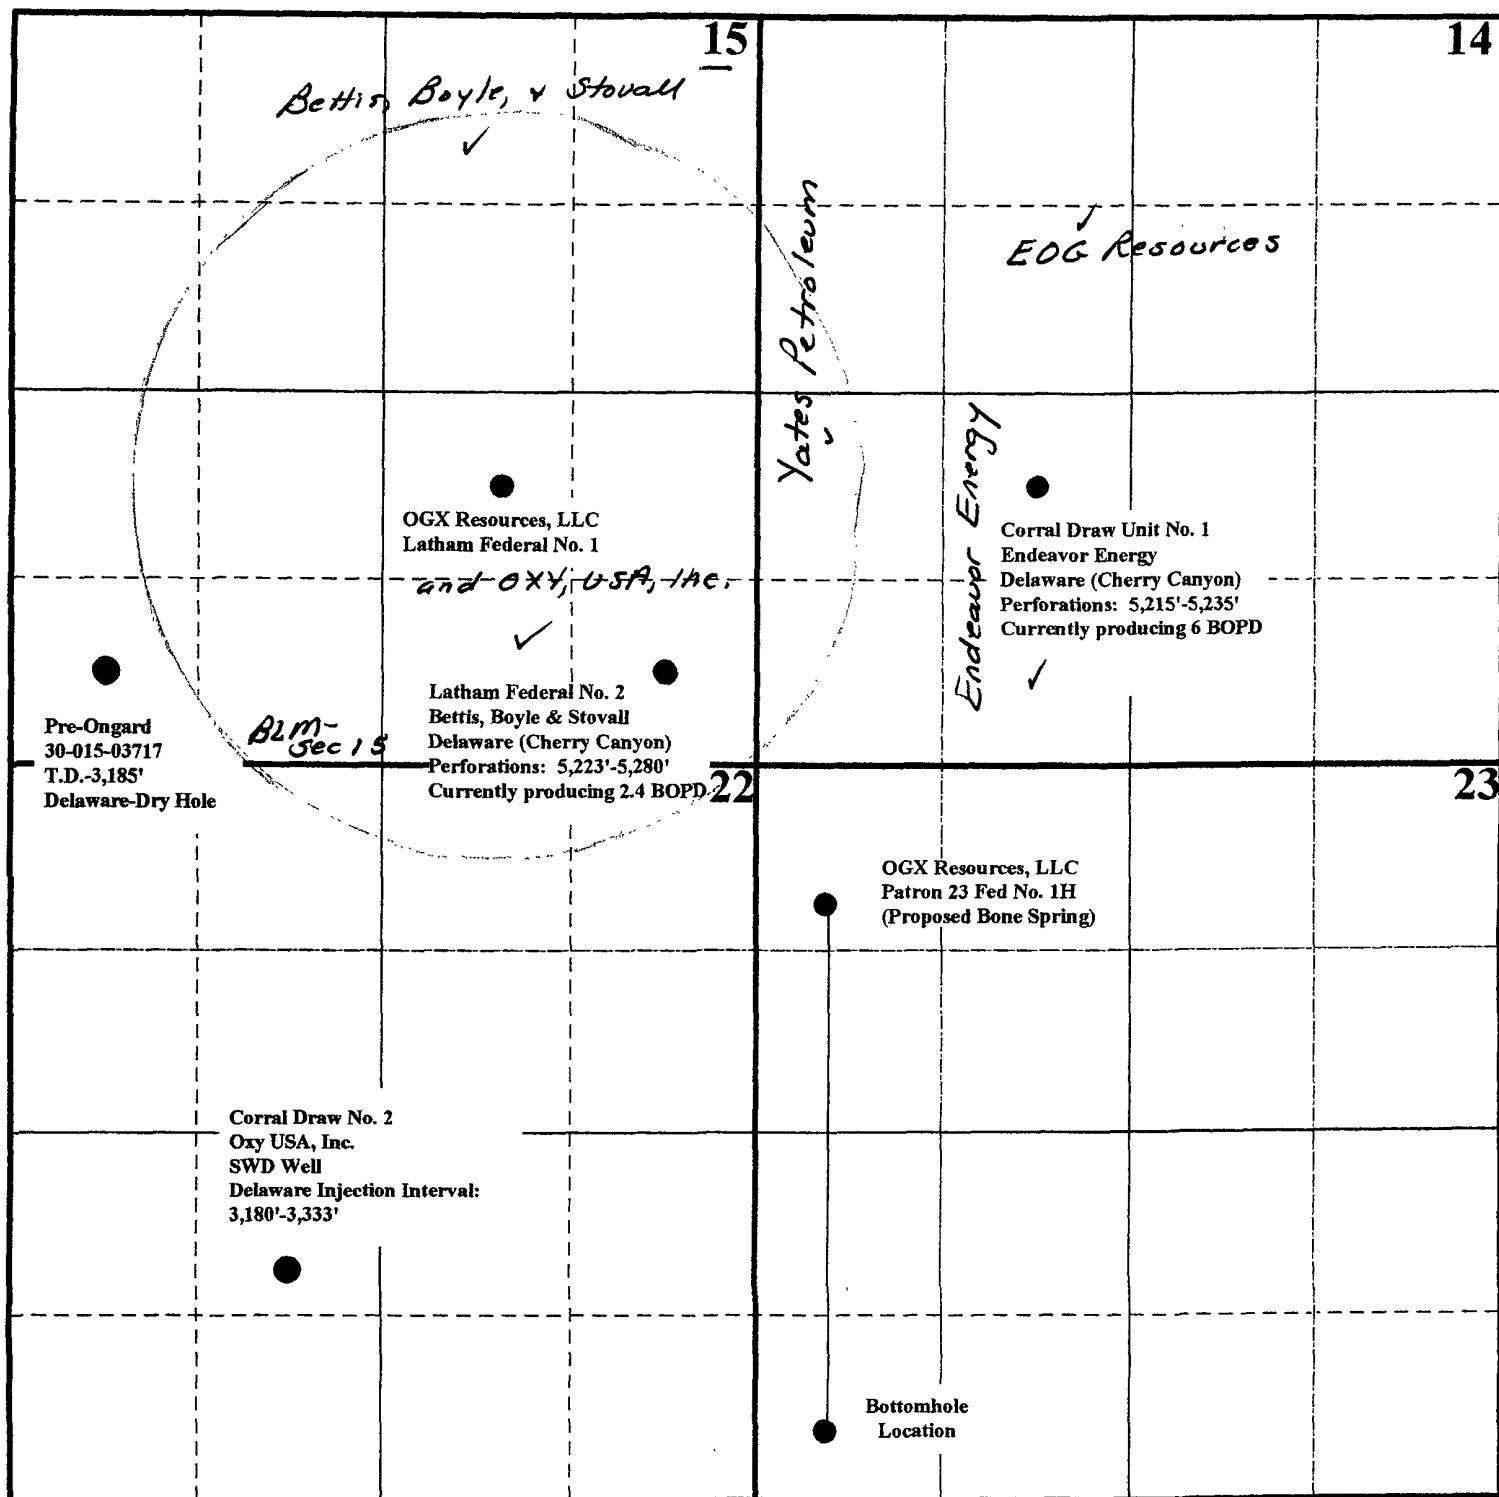 15
14
Bettis, Boyle, & Stovall
✓
Yates Petroleum
✓
✓
EOG Resources
OGX Resources, LLC
Latham Federal No. 1
and OXY, USA, Inc.
✓
Endeavor Energy
Corral Draw Unit No. 1
Endeavor Energy
Delaware (Cherry Canyon)
Perforations: 5,215'-5,235'
Currently producing 6 BOPD
✓
Pre-Ongard
30-015-03717
T.D.-3,185'
Delaware-Dry Hole
BLM-
Sec 15
Latham Federal No. 2
Bettis, Boyle & Stovall
Delaware (Cherry Canyon)
Perforations: 5,223'-5,280'
Currently producing 2.4 BOPD
22
23
OGX Resources, LLC
Patron 23 Fed No. 1H
(Proposed Bone Spring)
Corral Draw No. 2
Oxy USA, Inc.
SWD Well
Delaware Injection Interval:
3,180'-3,333'
Bottomhole
Location